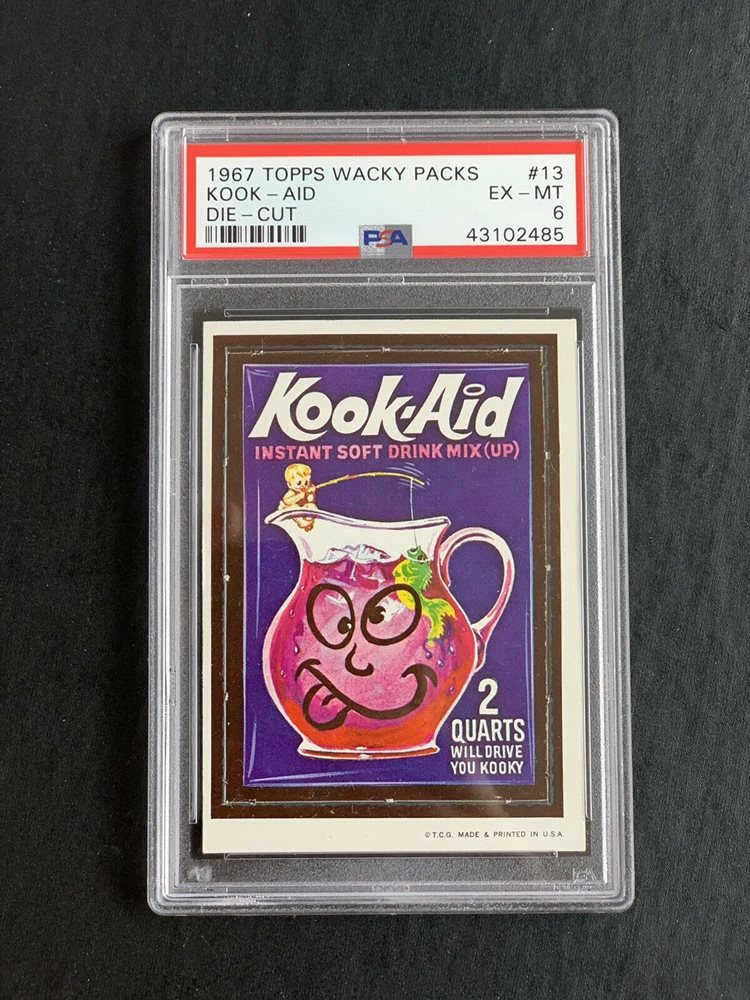 1967 TOPPS WACKY PACKS #13
KOOK-AID EX-MT
DIE-CUT 6
PSA 43102485
Kook-Aid
INSTANT SOFT DRINK MIX (UP)
2
QUARTS
WILL DRIVE
YOU KOOKY
© T.C.G. MADE & PRINTED IN U.S.A.